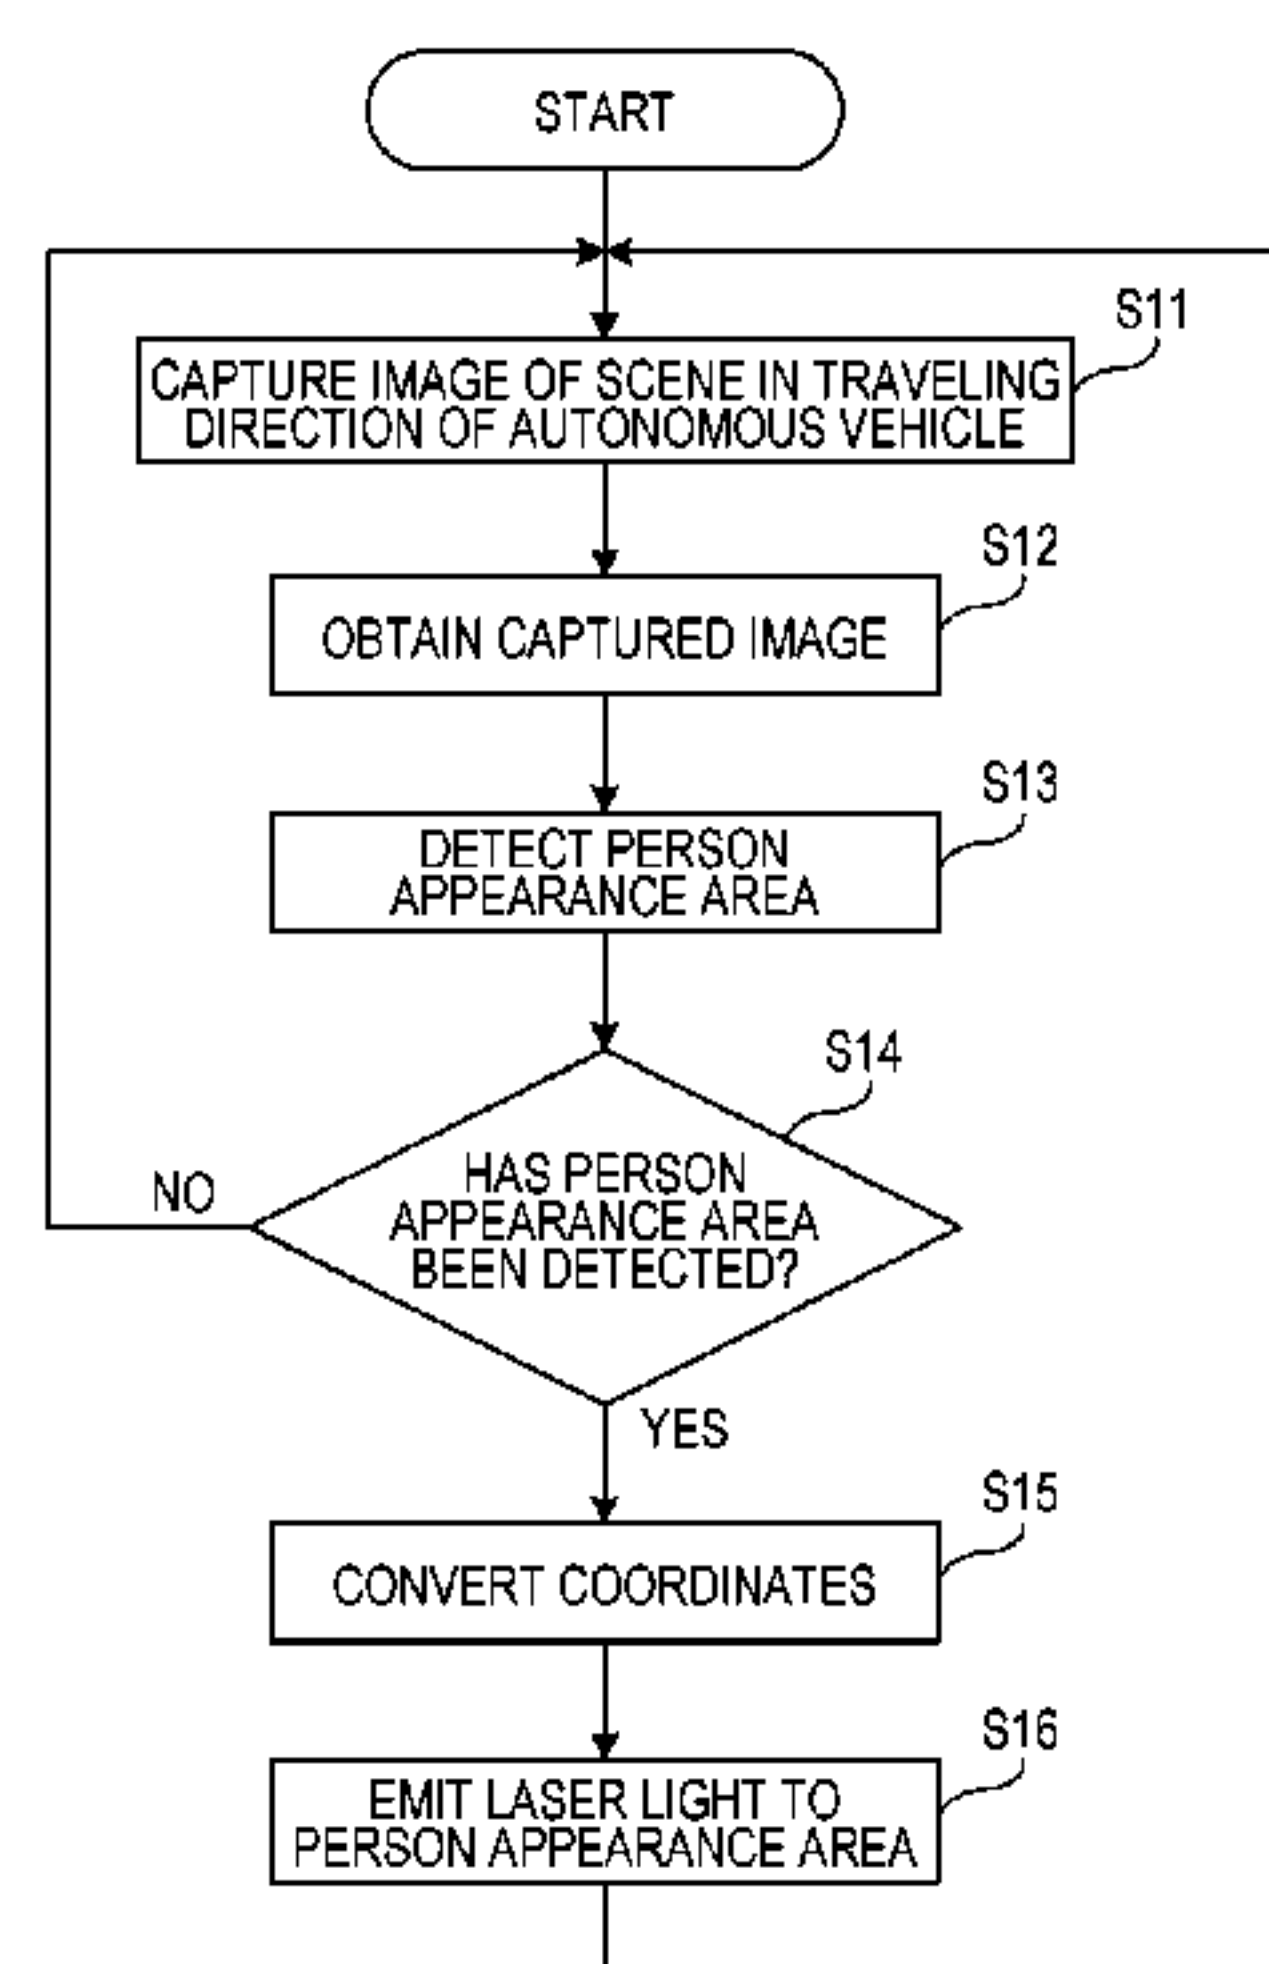 START
S11
CAPTURE IMAGE OF SCENE IN TRAVELING
DIRECTION OF AUTONOMOUS VEHICLE
S12
OBTAIN CAPTURED IMAGE
S13
DETECT PERSON
APPEARANCE AREA
S14
HAS PERSON
APPEARANCE AREA
BEEN DETECTED?
NO
YES
S15
CONVERT COORDINATES
S16
EMIT LASER LIGHT TO
PERSON APPEARANCE AREA